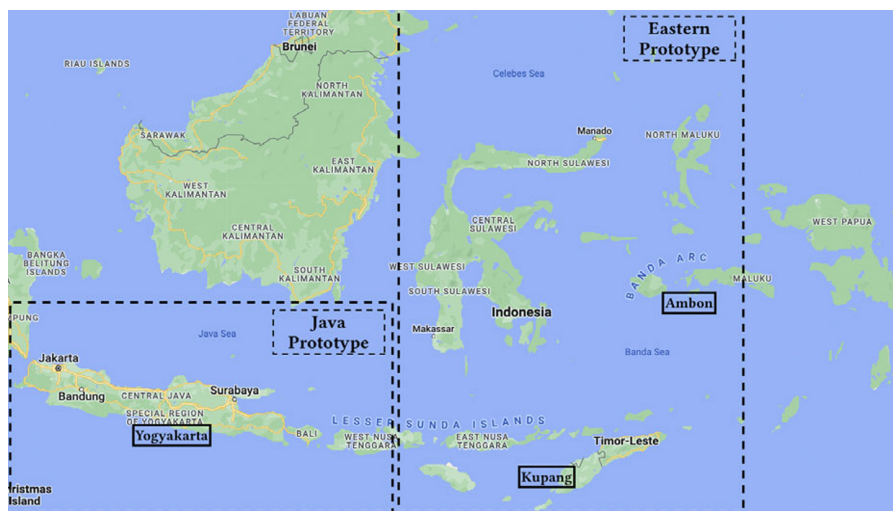 LABUAN
FEDERAL
TERRITORY
Brunei
Eastern
Prototype
RIAU ISLANDS
Celebes Sea
NORTH
KALIMANTAN
SARAWAK
Manado
NORTH MALUKU
NORTH SULAWESI
EAST
KALIMANTAN
WEST
KALIMANTAN
CENTRAL
SULAWESI
WEST PAPUA
CENTRAL
KALIMANTAN
BANGKA
BELITUNG
ISLANDS
SOUTH
KALIMANTAN
WEST SULAWESI
BANDA ARC
MALUKU
SOUTH SULAWESI
Ambon
PUNG
Java
Prototype
Java Sea
Indonesia
Makassar
Banda Sea
Jakarta
Bandung
CENTRAL JAVA
Surabaya
SPECIAL REGION
OF YOGYAKARTA
Yogyakarta
BALI
LESSER SUNDA ISLANDS
WEST NUSA
TENGGARA
EAST NUSA
TENGGARA
Timor-Leste
Kupang
hristmas
Island